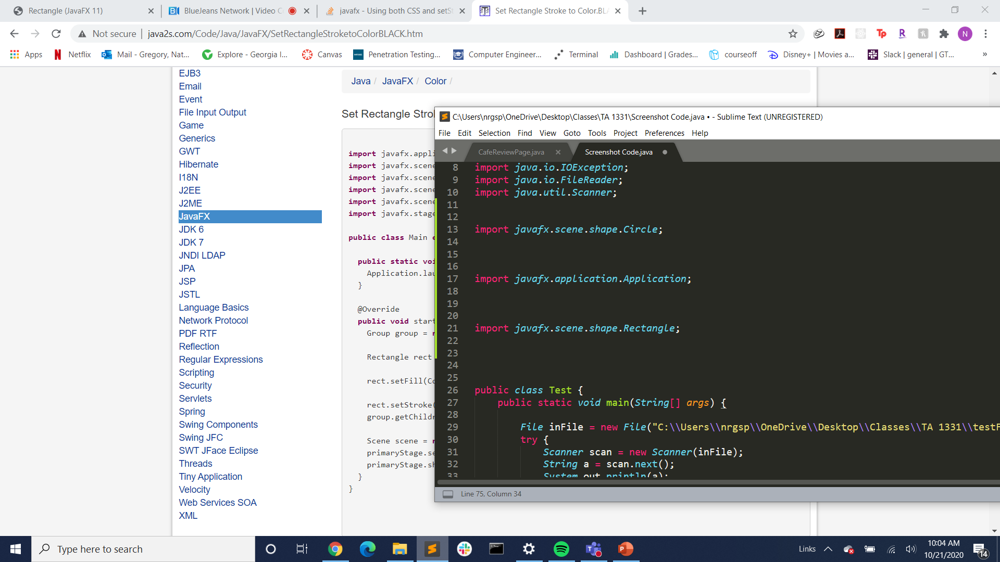 Rectangle (JavaFX 11)
BlueJeans Network | Video C
javafx - Using both CSS and setS
Set Rectangle Stroke to Color.BLA
Not secure
java2s.com/Code/Java/JavaFX/SetRectangleStroketoColorBLACK.htm
N
Apps
Netflix
Mail - Gregory, Nat...
Explore - Georgia I...
Canvas
Penetration Testing...
Computer Engineer...
Terminal
Dashboard | Grades...
courseoff
Disney+ | Movies a...
Slack | general | GT...
»
EJB3
Email
Event
File Input Output
Game
Generics
GWT
Hibernate
I18N
J2EE
J2ME
JavaFX
JDK 6
JDK 7
JNDI LDAP
JPA
JSP
JSTL
Language Basics
Network Protocol
PDF RTF
Reflection
Regular Expressions
Scripting
Security
Servlets
Spring
Swing Components
Swing JFC
SWT JFace Eclipse
Threads
Tiny Application
Velocity
Web Services SOA
XML
Java / JavaFX / Color /
Set Rectangle Strok
import javafx.appli
import javafx.scene
import javafx.scene
import javafx.scene
import javafx.scene
import javafx.stage
public class Main e
public static voi
Application.lau
}
@Override
public void start
Group group = n
Rectangle rect
rect.setFill(Co
rect.setStroke(
group.getChildr
Scene scene = n
primaryStage.se
primaryStage.sh
}
}
C:\Users\nrgsp\OneDrive\Desktop\Classes\TA 1331\Screenshot Code.java • - Sublime Text (UNREGISTERED)
File Edit Selection Find View Goto Tools Project Preferences Help
CafeReviewPage.java
Screenshot Code.java
8 import java.io.IOException;
9 import java.io.FileReader;
10 import java.util.Scanner;
11
12
13 import javafx.scene.shape.Circle;
14
15
16
17 import javafx.application.Application;
18
19
20
21 import javafx.scene.shape.Rectangle;
22
23
24
25
26 public class Test {
27 public static void main(String[] args) {
28
29 File inFile = new File("C:\\Users\\nrgsp\\OneDrive\\Desktop\\Classes\\TA 1331\\testF
30 try {
31 Scanner scan = new Scanner(inFile);
32 String a = scan.next();
33 System.out.println(a);
Line 75, Column 34
Type here to search
Links
10:04 AM
10/21/2020
14